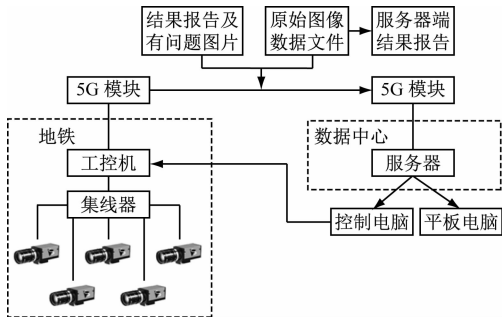 结果报告及
有问题图片
原始图像
数据文件
服务器端
结果报告
5G 模块
5G 模块
地铁
数据中心
工控机
服务器
集线器
控制电脑
平板电脑